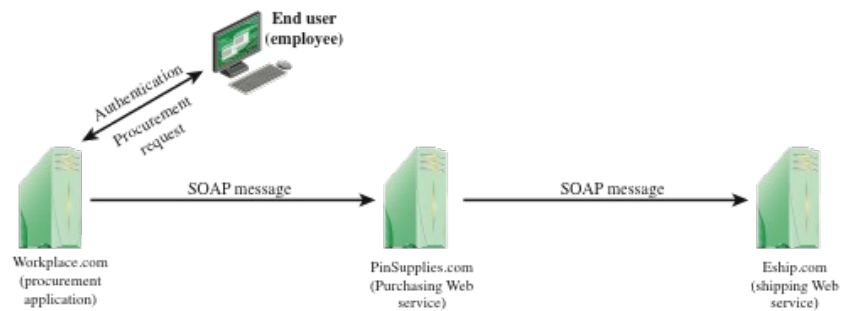 End user
(employee)
Authentication
Procurement
request
SOAP message
SOAP message
Workplace.com
(procurement
application)
PinSupplies.com
(Purchasing Web
service)
Eship.com
(shipping Web
service)